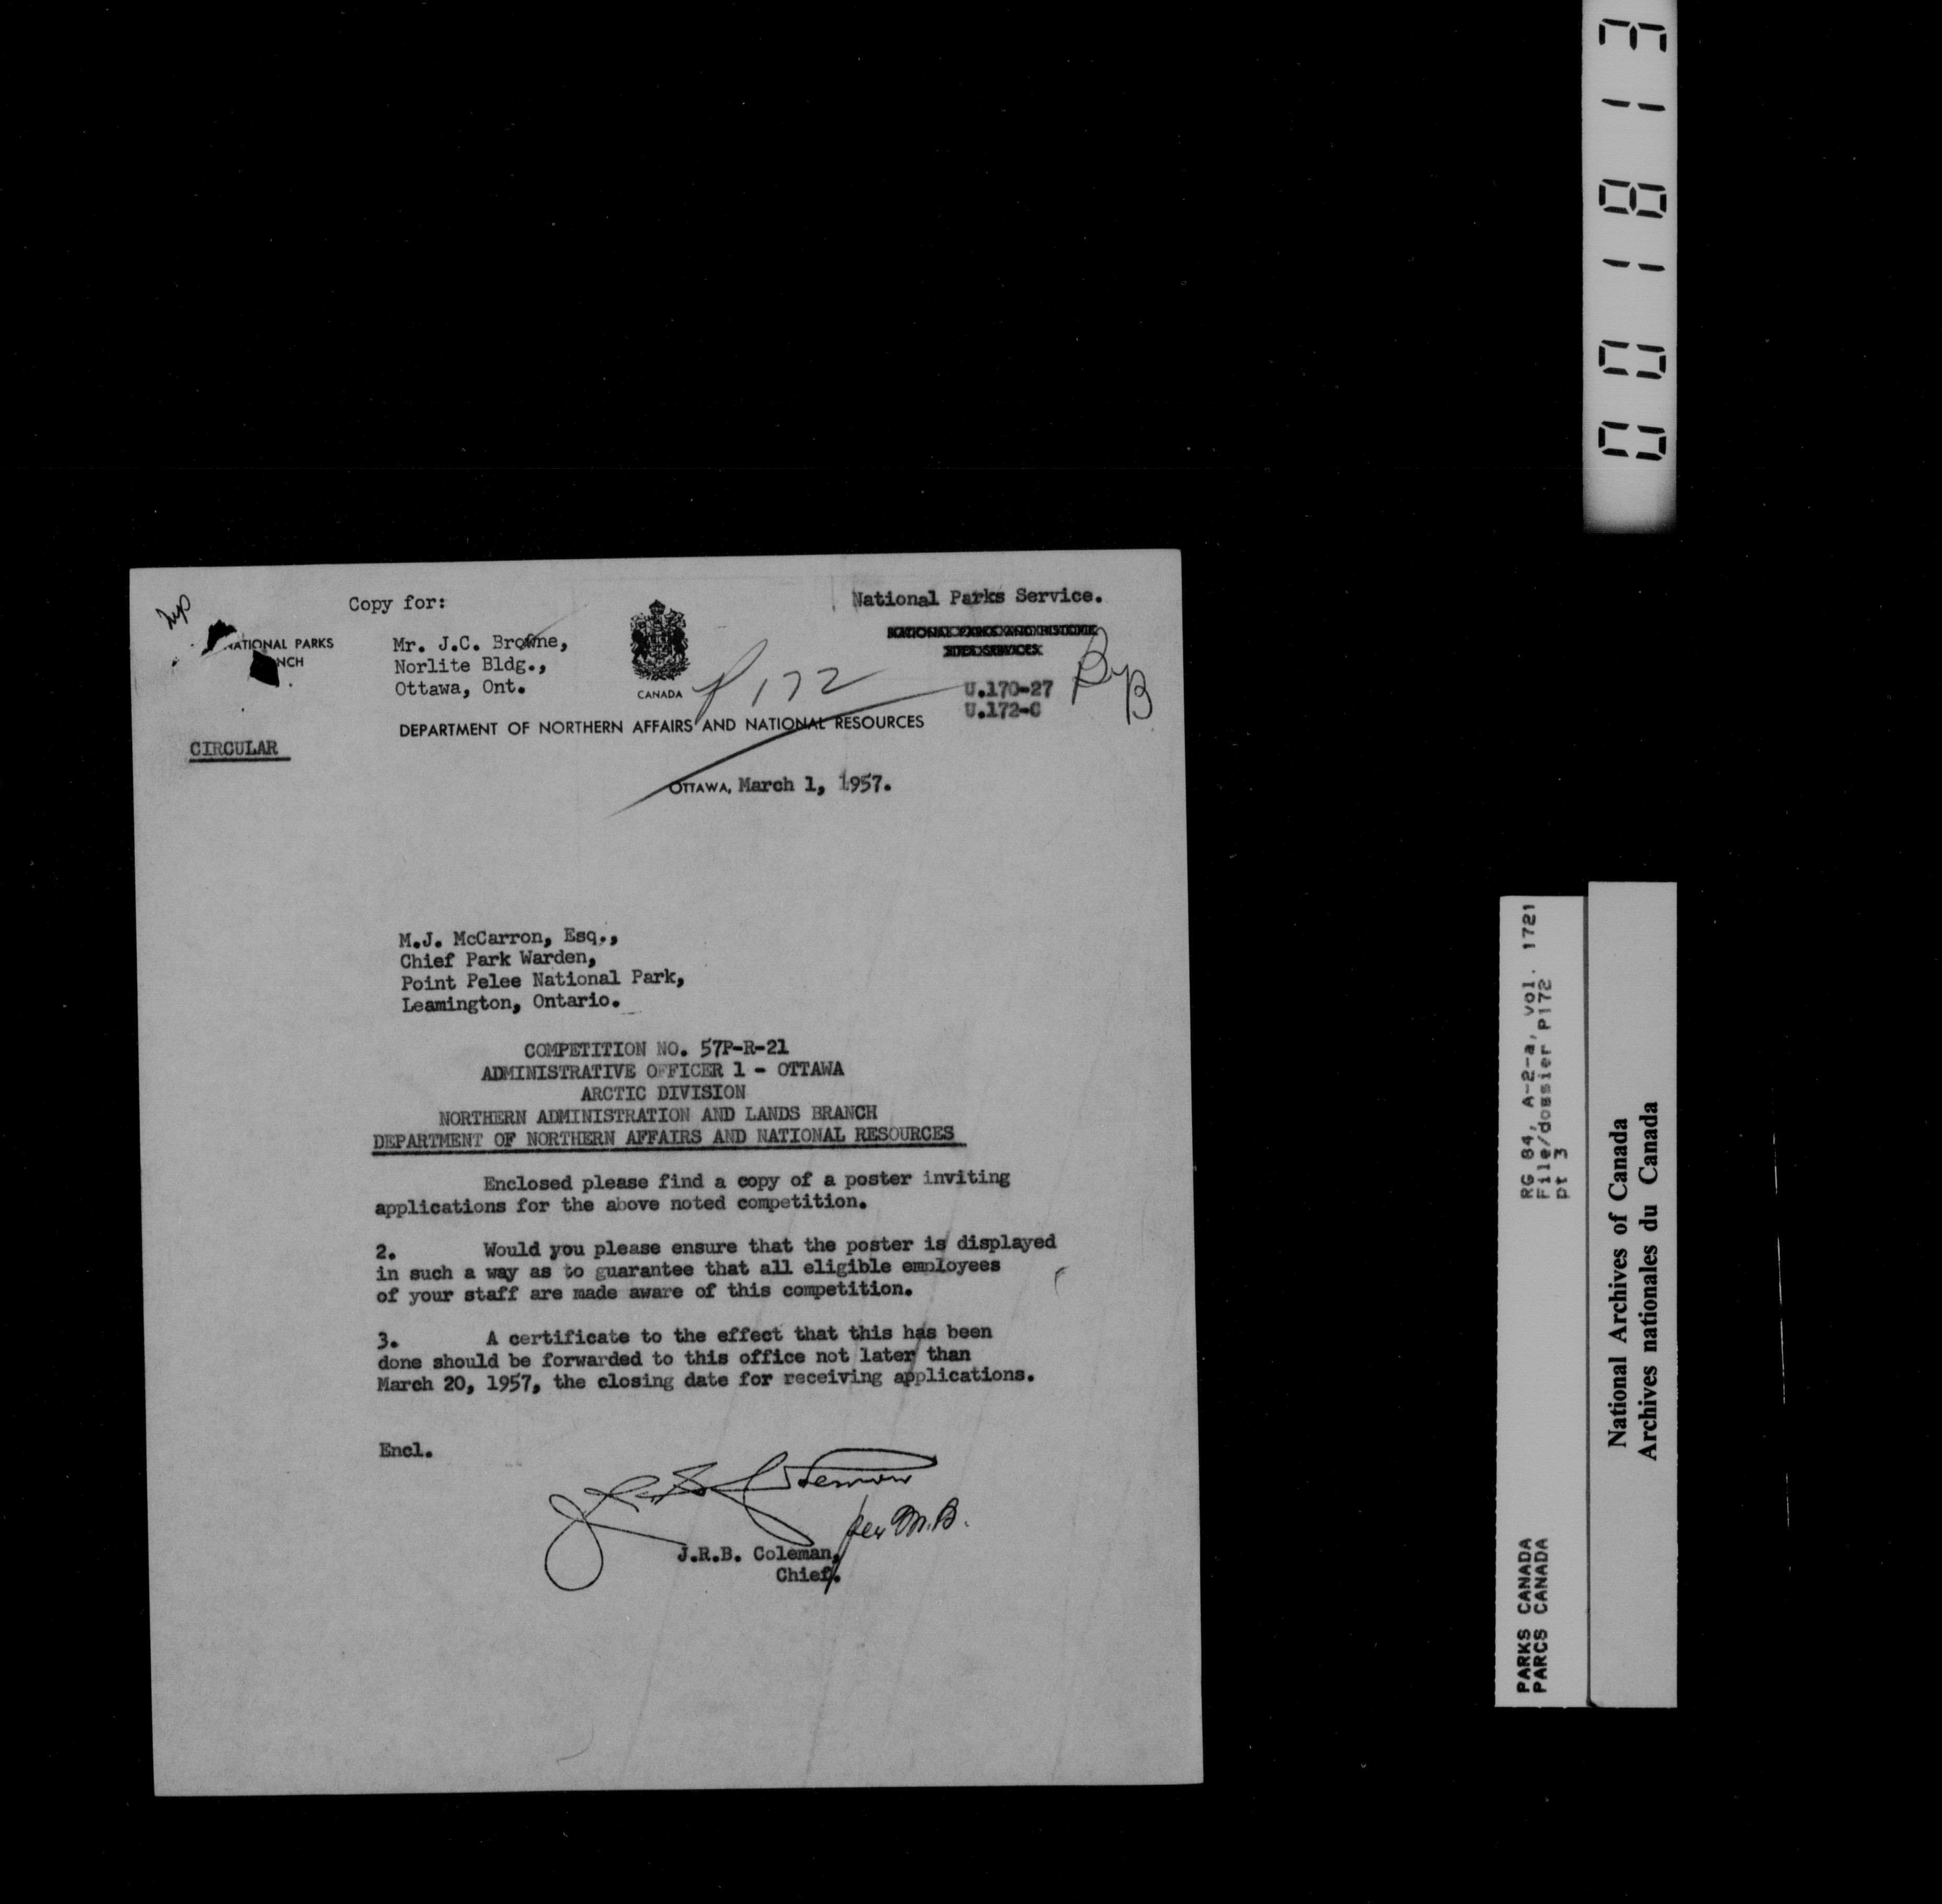 Copy for:
National Parks Service.
NATIONAL PARKS
Mr. J.C. Browne,
Norlite Bldg.,
Ottawa, Ont.
CANADA
P172
U.170-27
U.172-C
DEPARTMENT OF NORTHERN AFFAIRS AND NATIONAL RESOURCES
CIRCULAR
OTTAWA, March 1, 1957.
M.J. McCarron, Esq.,
Chief Park Warden,
Point Pelee National Park,
Leamington, Ontario.
COMPETITION NO. 57P-R-21
ADMINISTRATIVE OFFICER 1 - OTTAWA
ARCTIC DIVISION
NORTHERN ADMINISTRATION AND LANDS BRANCH
DEPARTMENT OF NORTHERN AFFAIRS AND NATIONAL RESOURCES
Enclosed please find a copy of a poster inviting
applications for the above noted competition.
2. Would you please ensure that the poster is displayed
in such a way as to guarantee that all eligible employees
of your staff are made aware of this competition.
3. A certificate to the effect that this has been
done should be forwarded to this office not later than
March 20, 1957, the closing date for receiving applications.
Encl.
per M.B.
J.R.B. Coleman,
Chief.
001813
PARKS CANADA RG 84, A-2-a, vol. 1721
PARCS CANADA File/dossier P172
pt 3
National Archives of Canada
Archives nationales du Canada